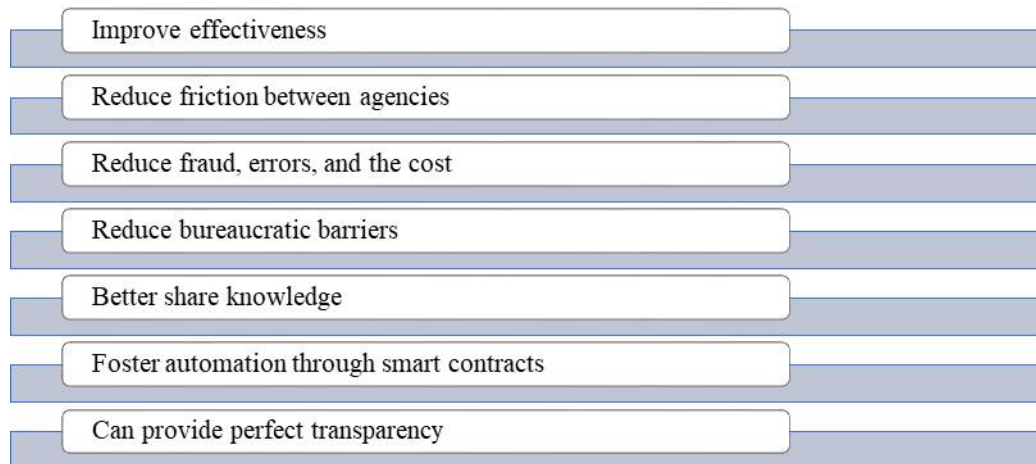 Improve effectiveness
Reduce friction between agencies
Reduce fraud, errors, and the cost
Reduce bureaucratic barriers
Better share knowledge
Foster automation through smart contracts
Can provide perfect transparency